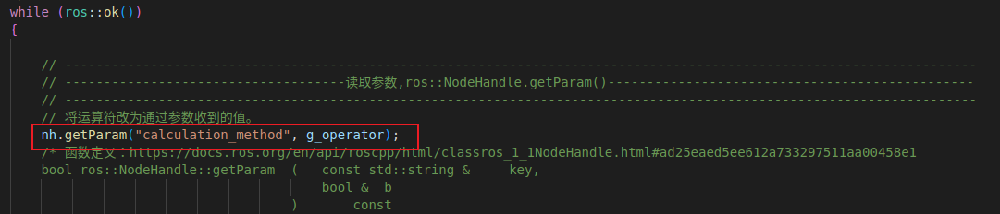 while (ros::ok())
{
// ----------------------------------------------------------------------------------------------------------------------
// ------------------------------------读取参数,ros::NodeHandle.getParam()-----------------------------------------------
// ----------------------------------------------------------------------------------------------------------------------
// 将运算符改为通过参数收到的值。
nh.getParam("calculation_method", g_operator);
/* 函数定义：https://docs.ros.org/en/api/roscpp/html/classros_1_1NodeHandle.html#ad25eaed5ee612a733297511aa00458e1
bool ros::NodeHandle::getParam ( const std::string & key,
bool & b
) const